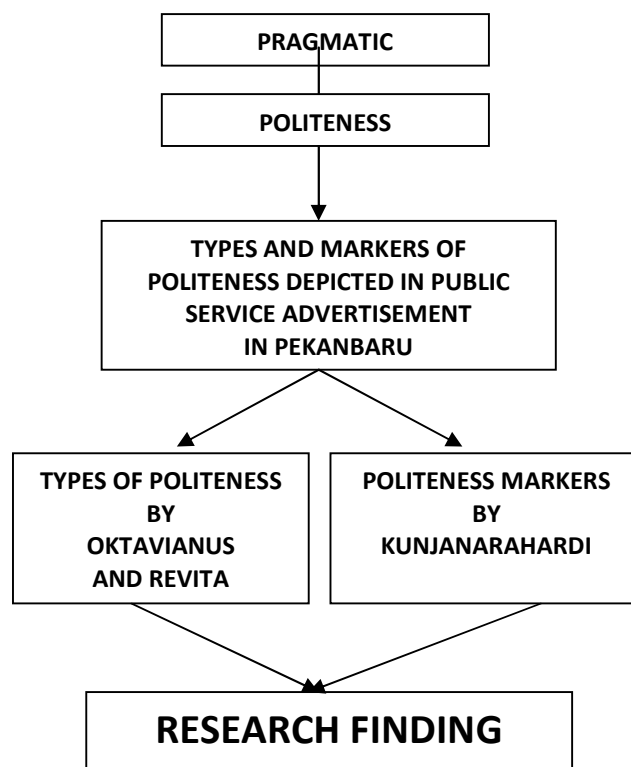 PRAGMATIC
POLITENESS
TYPES AND MARKERS OF
POLITENESS DEPICTED IN PUBLIC
SERVICE ADVERTISEMENT
IN PEKANBARU
TYPES OF POLITENESS
BY
OKTAVIANUS
AND REVITA
POLITENESS MARKERS
BY
KUNJANARAHARDI
RESEARCH FINDING